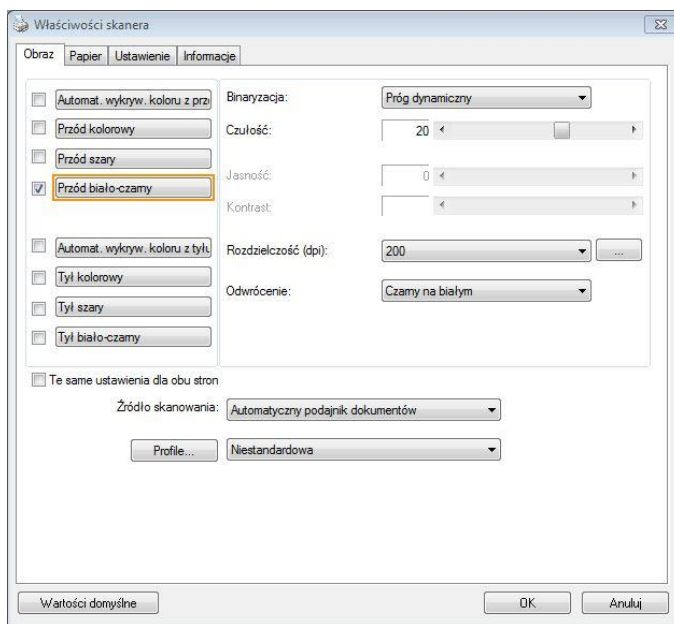 Właściwości skanera
Obraz Papier Ustawienie Informacje
Automat. wykryw. koloru z prze
Przód kolorowy
Przód szary
Przód biało-czarny
Automat. wykryw. koloru z tyłu
Tył kolorowy
Tył szary
Tył biało-czarny
Binaryzacja: Próg dynamiczny
Czułość: 20
Jasność: 0
Kontrast:
Rozdzielczość (dpi): 200 ...
Odwrócenie: Czarny na białym
Te same ustawienia dla obu stron
Źródło skanowania: Automatyczny podajnik dokumentów
Profile... Niestandardowa
Wartości domyślne OK Anuluj